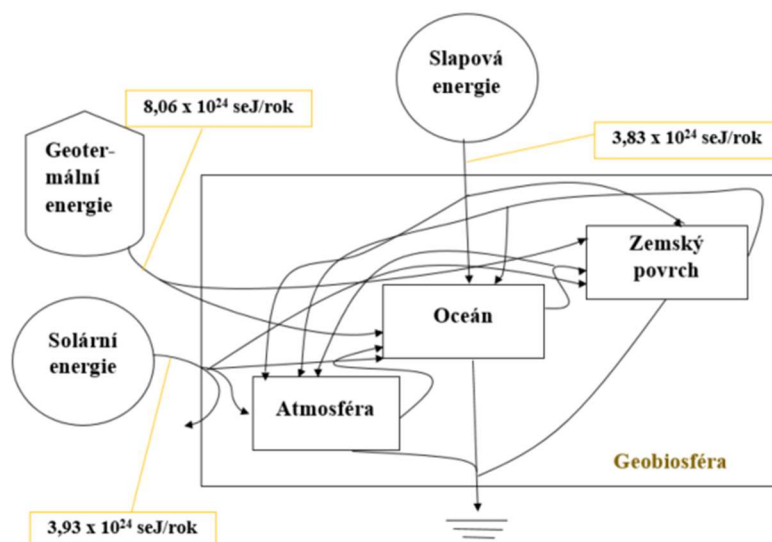 Slapová
energie
8,06 x 10²⁴ seJ/rok
3,83 x 10²⁴ seJ/rok
Geoter-
mální
energie
Zemský
povrch
Oceán
Solární
energie
Atmosféra
Geobiosféra
3,93 x 10²⁴ seJ/rok